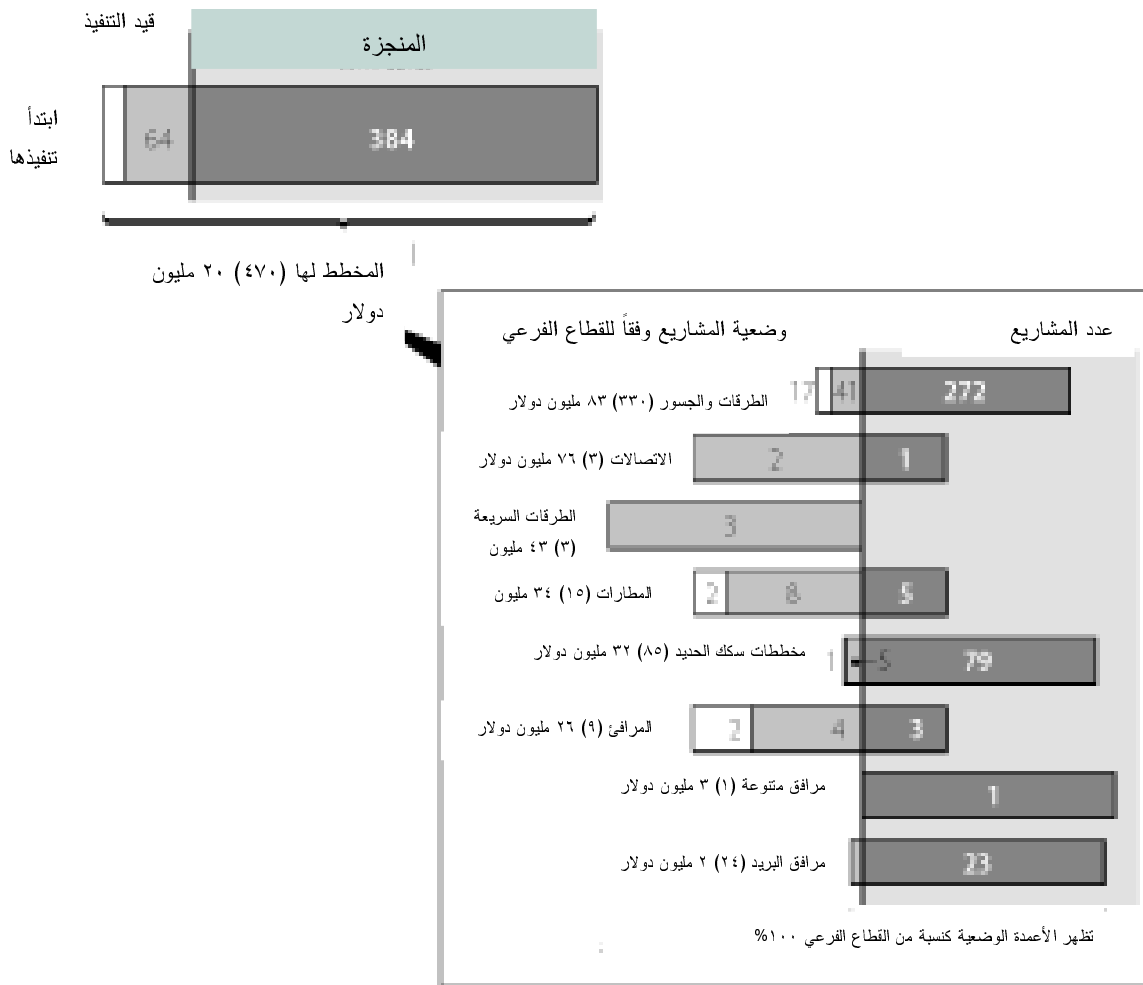 قيد التنفيذ
المنجزة
ابتدأ
تنفيذها
64
384
المخطط لها (٤٧٠) ٢٠ مليون
دولار
عدد المشاريع
وضعية المشاريع وفقاً للقطاع الفرعي
الطرقات والجسور (٣٣٠) ٨٣ مليون دولار
17 41 272
الاتصالات (٣) ٧٦ مليون دولار
2 1
الطرقات السريعة
(٣) ٤٣ مليون
3
المطارات (١٥) ٣٤ مليون
2 8 5
مخططات سكك الحديد (٨٥) ٣٢ مليون دولار
1 5 79
المرافئ (٩) ٢٦ مليون دولار
2 4 3
مرافق متنوعة (١) ٣ مليون دولار
1
مرافق البريد (٢٤) ٢ مليون دولار
23
تظهر الأعمدة الوضعية كنسبة من القطاع الفرعي ١٠٠%